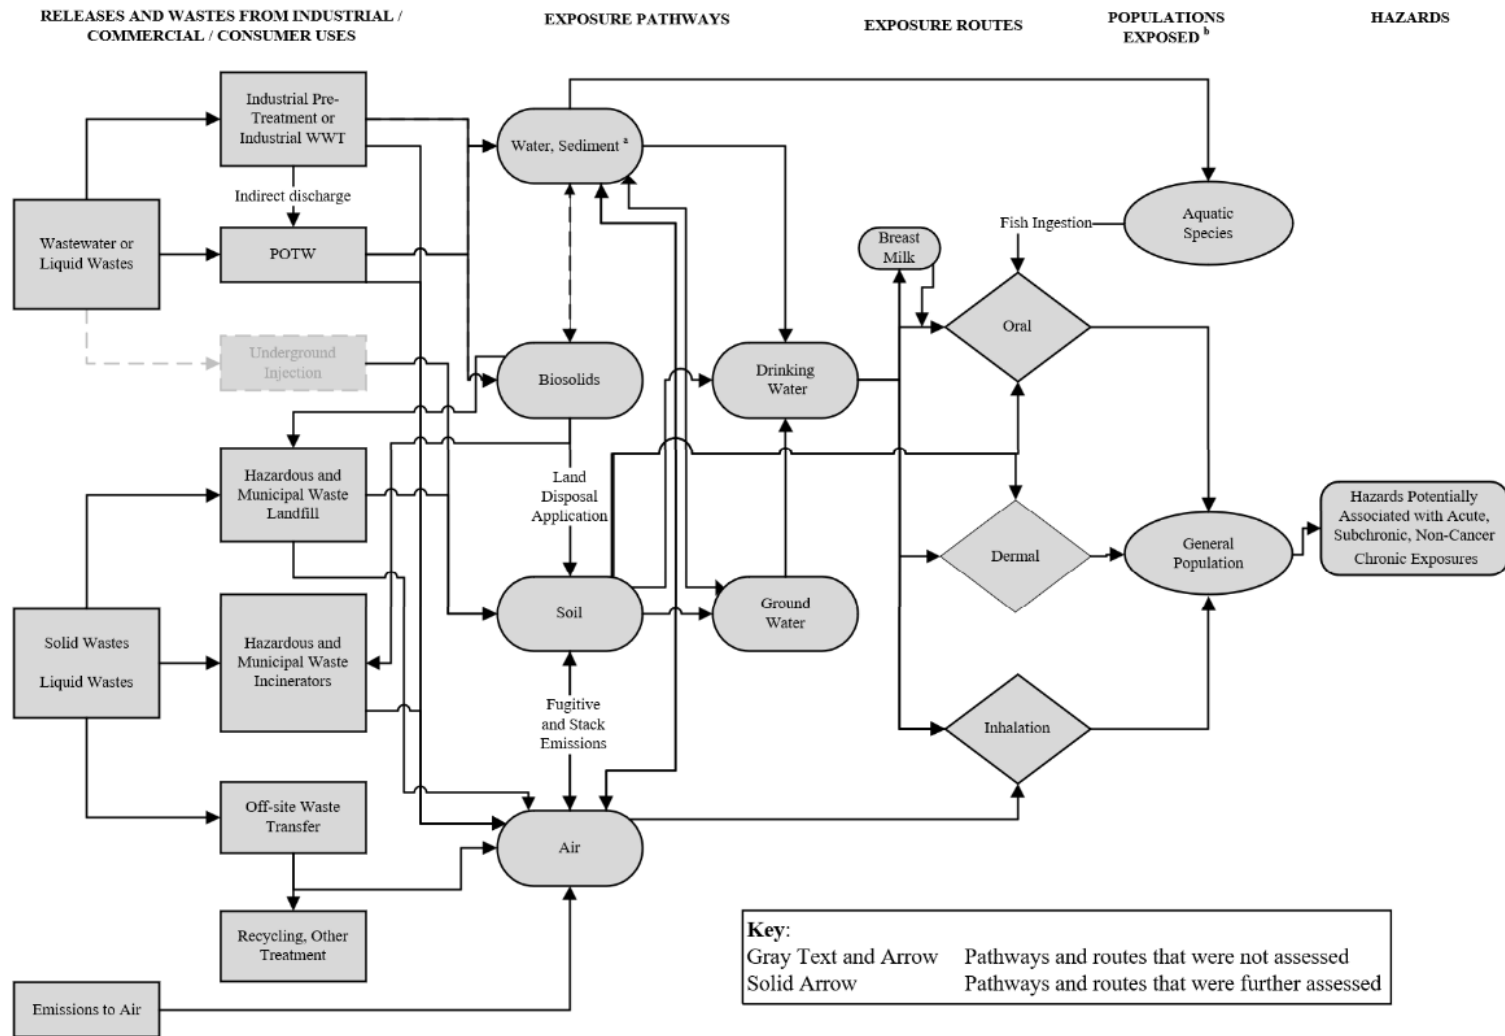 RELEASES AND WASTES FROM INDUSTRIAL /
COMMERCIAL / CONSUMER USES
EXPOSURE PATHWAYS
EXPOSURE ROUTES
POPULATIONS
EXPOSED b
HAZARDS
Industrial Pre-
Treatment or
Industrial WWT
Water, Sediment a
Indirect discharge
Wastewater or
Liquid Wastes
POTW
Aquatic
Species
Fish Ingestion
Breast
Milk
Oral
Underground
Injection
Biosolids
Drinking
Water
Hazardous and
Municipal Waste
Landfill
Land
Disposal
Application
Hazards Potentially
Associated with Acute,
Subchronic, Non-Cancer
Chronic Exposures
Dermal
General
Population
Soil
Ground
Water
Solid Wastes
Liquid Wastes
Hazardous and
Municipal Waste
Incinerators
Fugitive
and Stack
Emissions
Inhalation
Off-site Waste
Transfer
Air
Recycling, Other
Treatment
Emissions to Air
Key:
Gray Text and Arrow Pathways and routes that were not assessed
Solid Arrow Pathways and routes that were further assessed